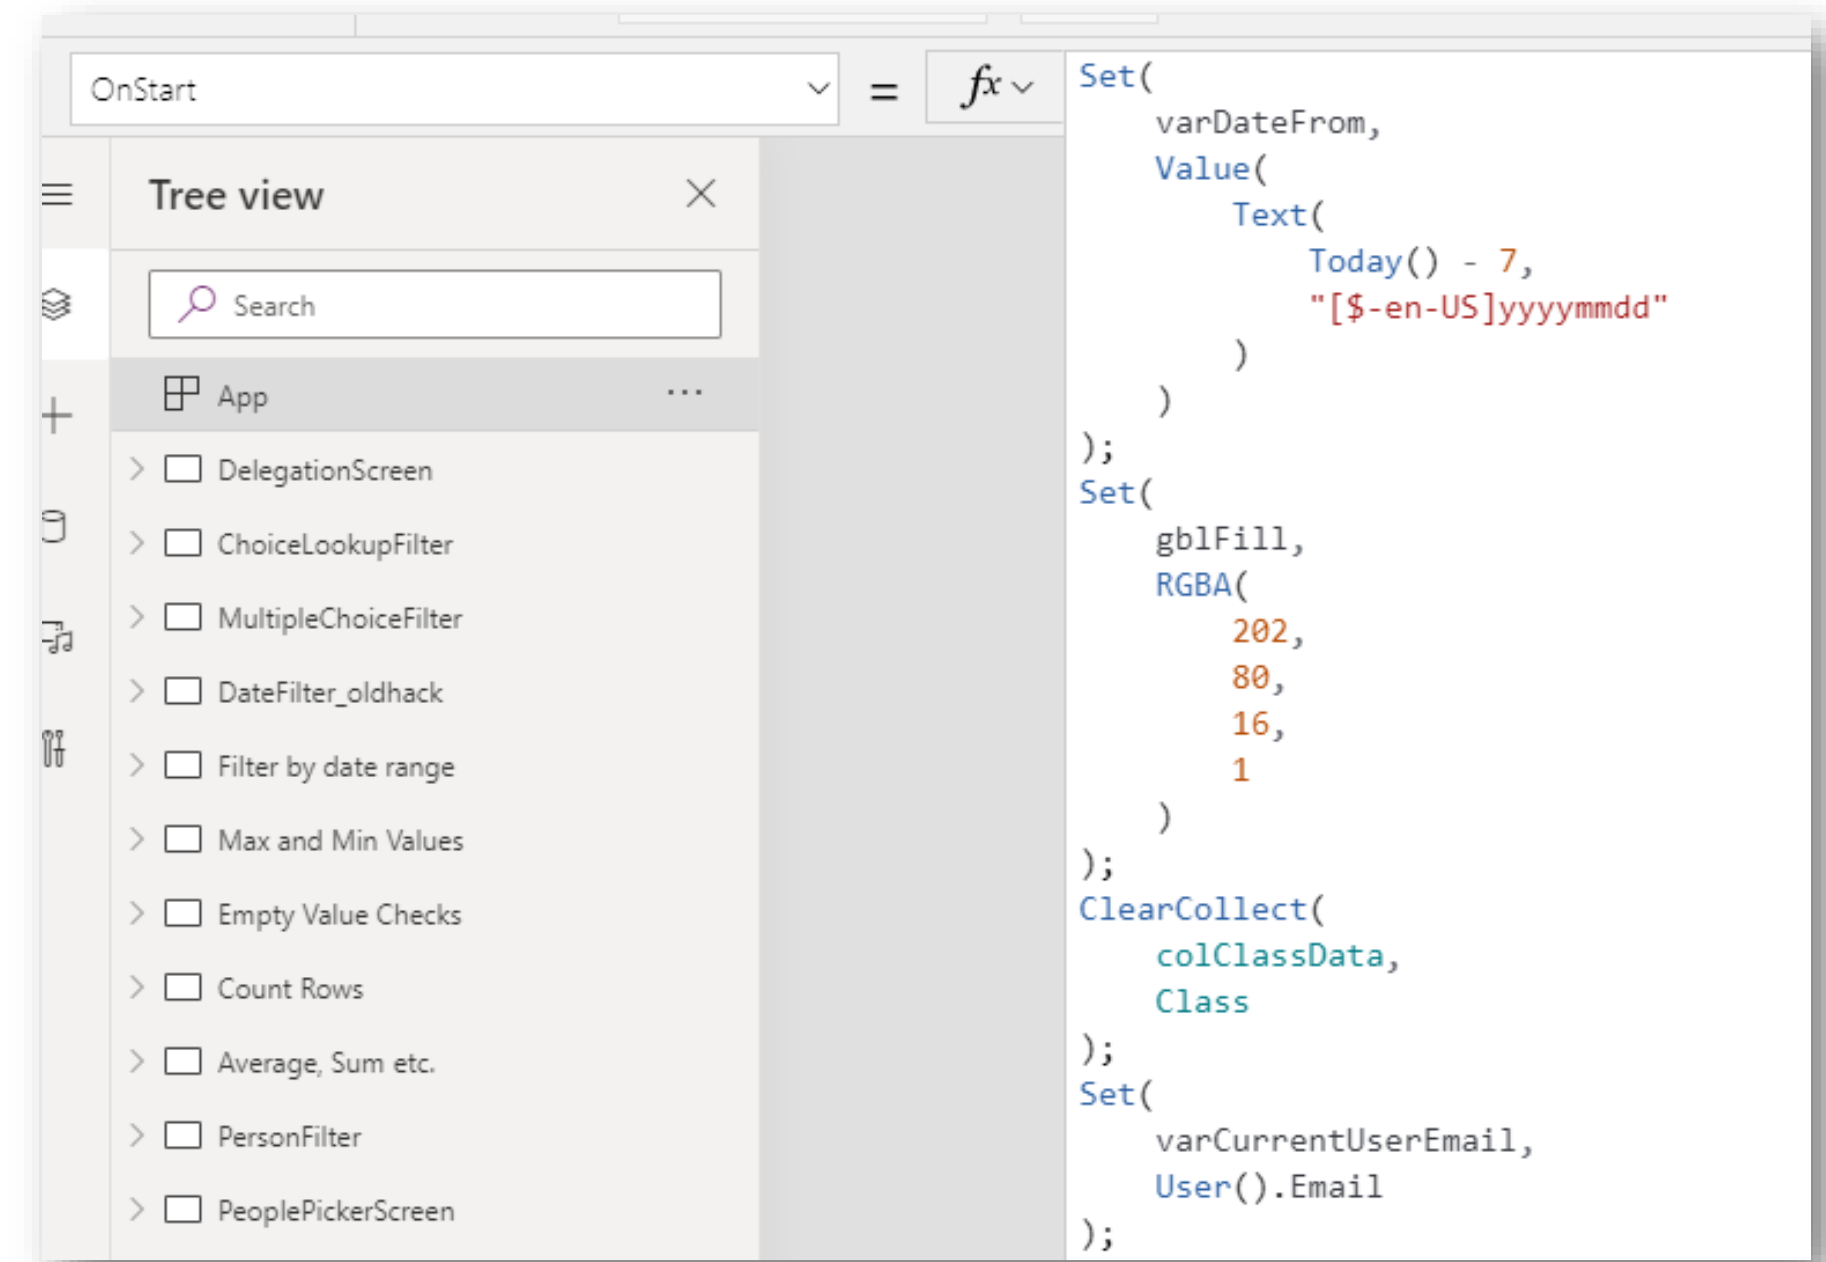 OnStart
=
fx
Tree view
Search
App
DelegationScreen
ChoiceLookupFilter
MultipleChoiceFilter
DateFilter_oldhack
Filter by date range
Max and Min Values
Empty Value Checks
Count Rows
Average, Sum etc.
PersonFilter
PeoplePickerScreen
Set(
varDateFrom,
Value(
Text(
Today() - 7,
"[$-en-US]yyyymmdd"
)
)
);
Set(
gblFill,
RGBA(
202,
80,
16,
1
)
);
ClearCollect(
colClassData,
Class
);
Set(
varCurrentUserEmail,
User().Email
);